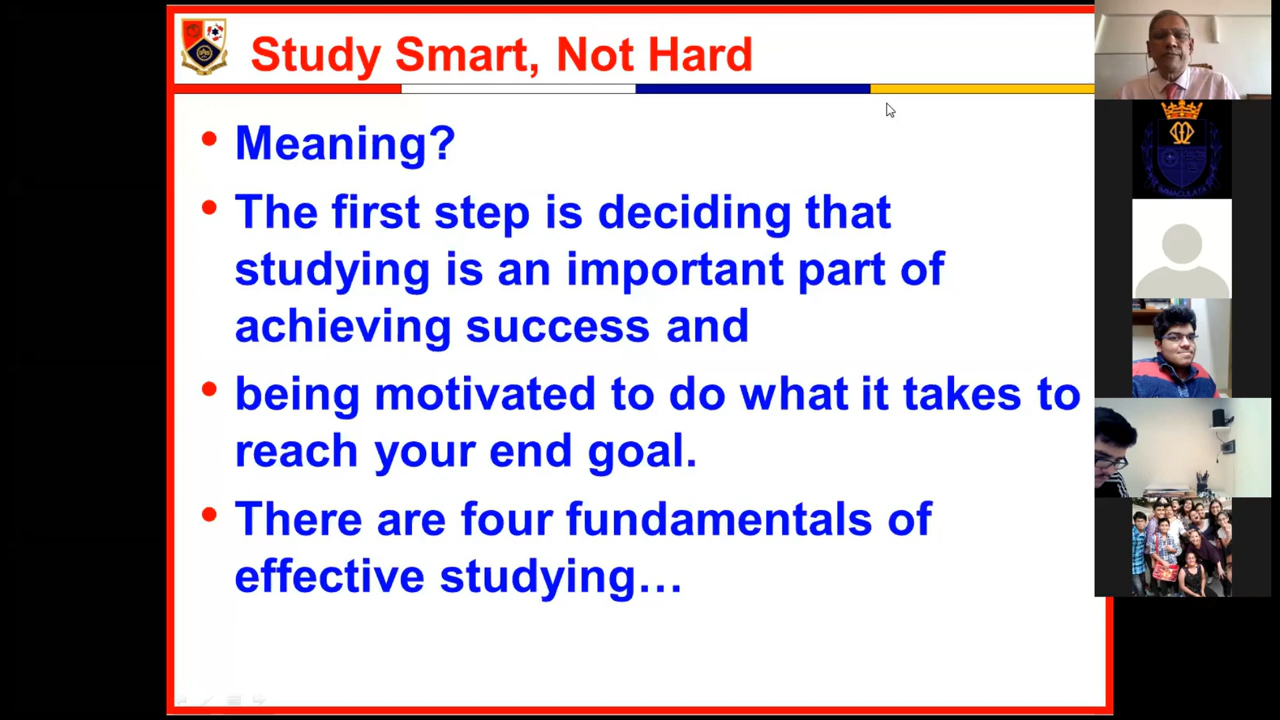 Study Smart, Not Hard
• Meaning?
• The first step is deciding that
studying is an important part of
achieving success and
• being motivated to do what it takes to
reach your end goal.
• There are four fundamentals of
effective studying…